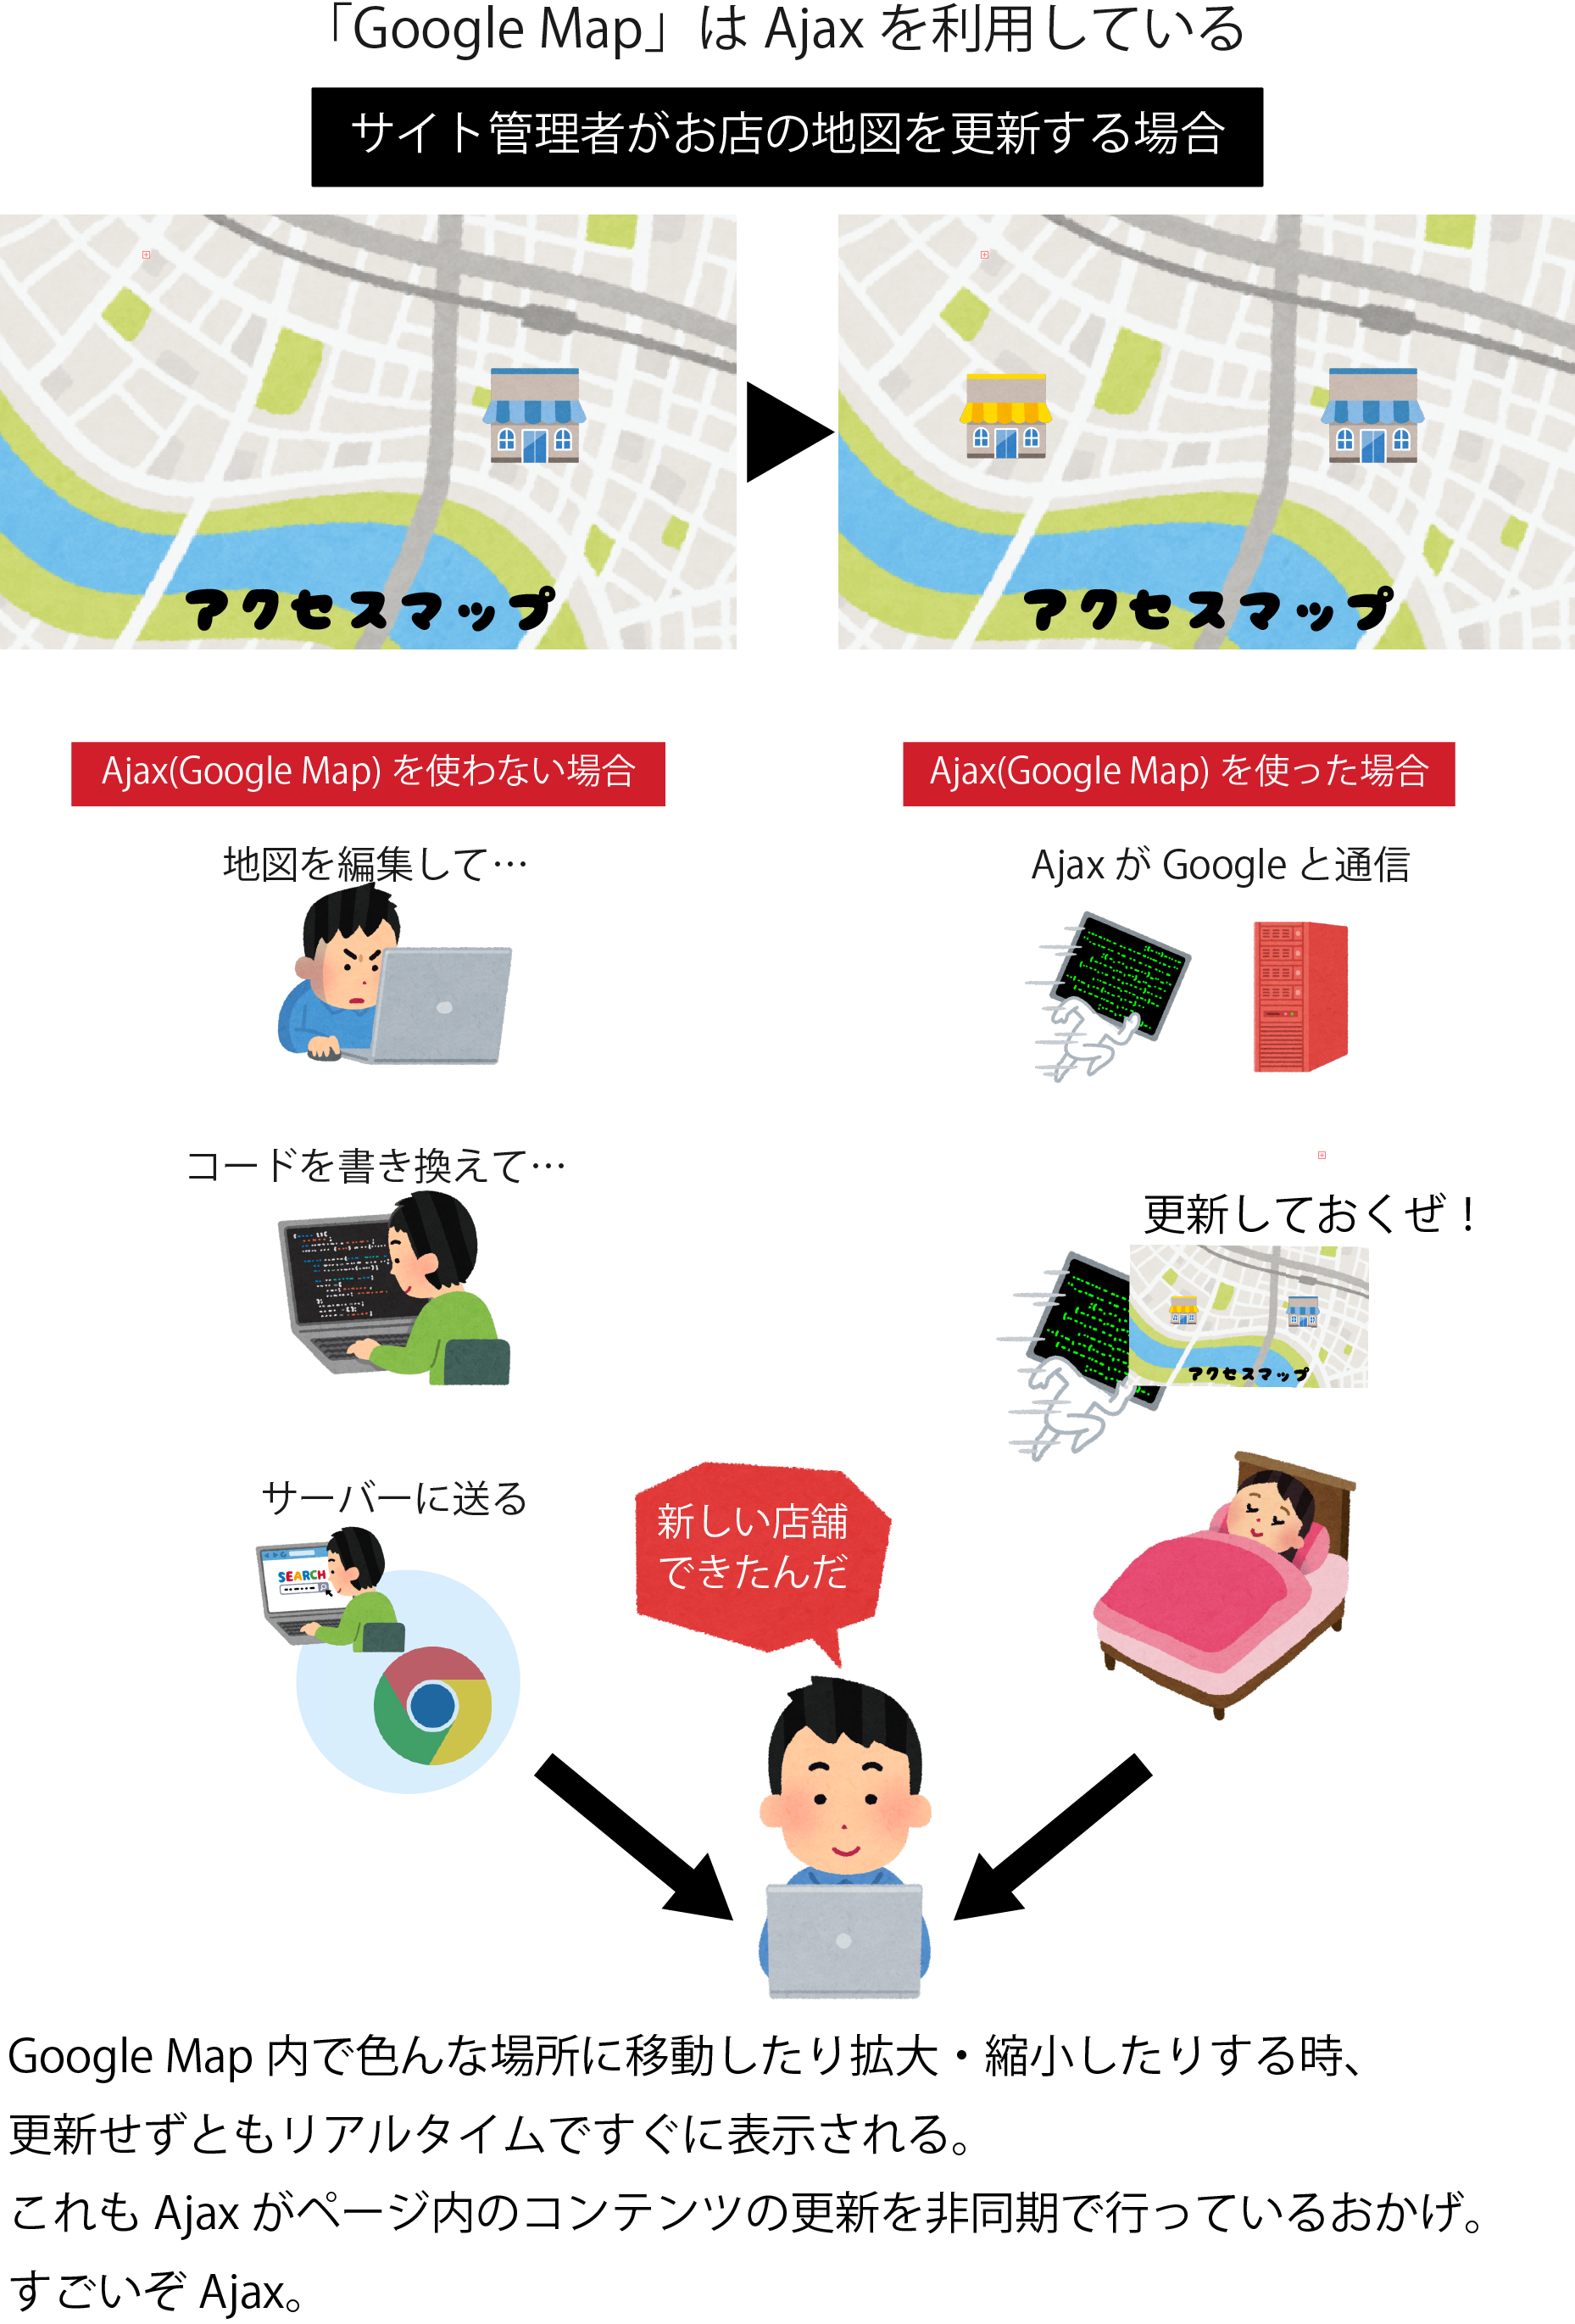 「Google Map」は Ajax を利用している
サイト管理者がお店の地図を更新する場合
アクセスマップ
アクセスマップ
Ajax(Google Map) を使わない場合
地図を編集して…
コードを書き換えて…
サーバーに送る
SEARCH
Ajax(Google Map) を使った場合
Ajax が Google と通信
更新しておくぜ！
アクセスマップ
新しい店舗
できたんだ
Google Map 内で色んな場所に移動したり拡大・縮小したりする時、
更新せずともリアルタイムですぐに表示される。
これも Ajax がページ内のコンテンツの更新を非同期で行っているおかげ。
すごいぞ Ajax。